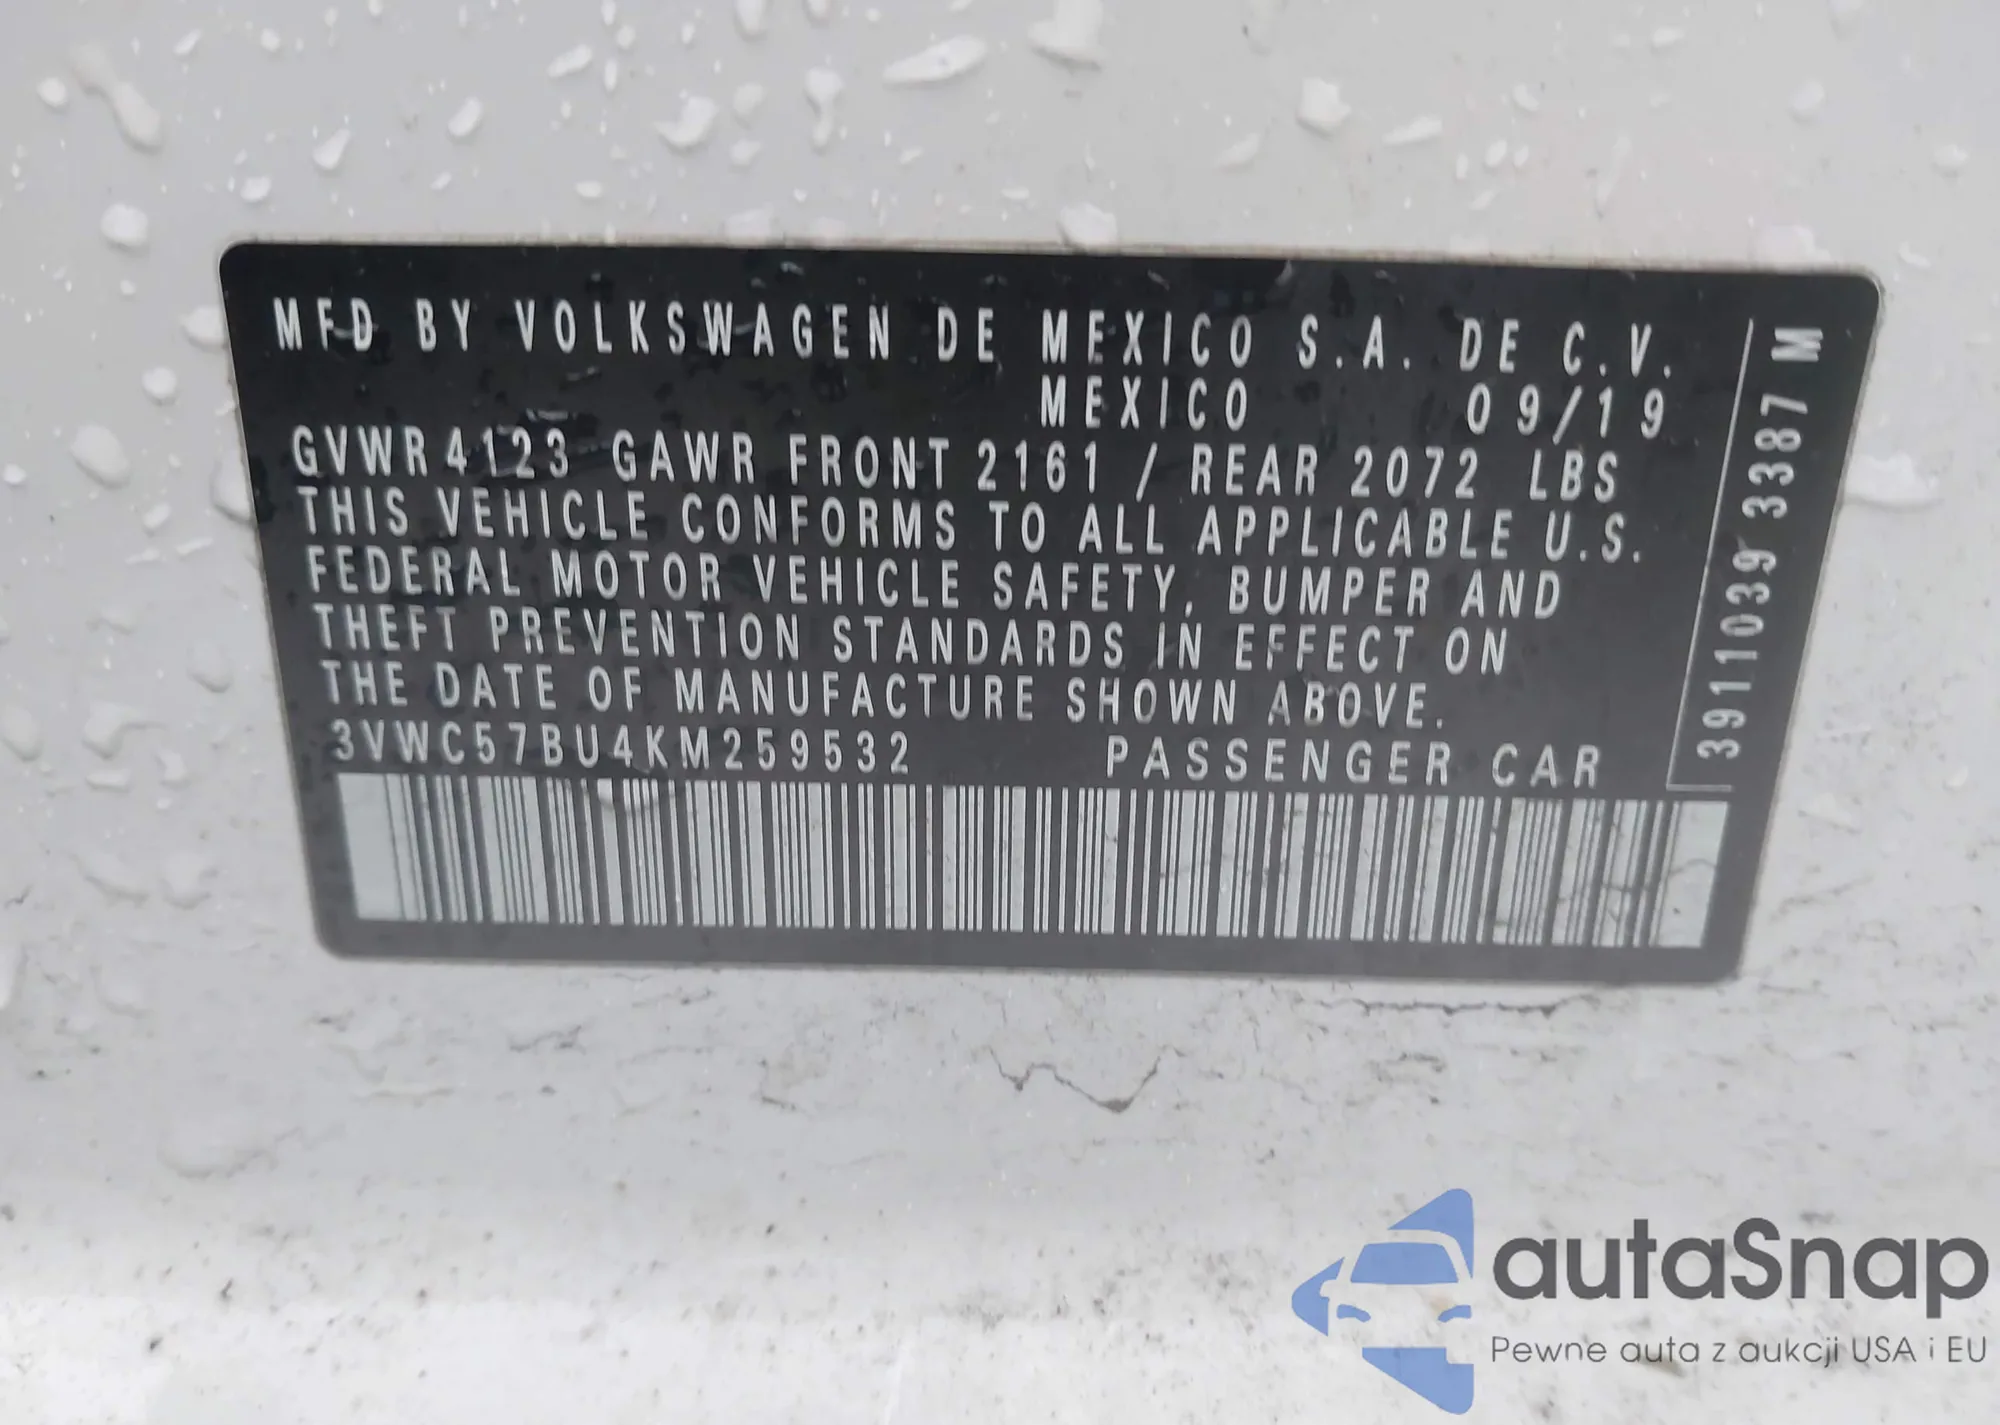 MFD BY VOLKSWAGEN DE MEXICO S.A. DE C.V.
MEXICO 09/19
GVWR 4123 GAWR FRONT 2161 / REAR 2072 LBS
THIS VEHICLE CONFORMS TO ALL APPLICABLE U.S.
FEDERAL MOTOR VEHICLE SAFETY, BUMPER AND
THEFT PREVENTION STANDARDS IN EFFECT ON
THE DATE OF MANUFACTURE SHOWN ABOVE.
3VWC57BU4KM259532 PASSENGER CAR
3911039 3387 M
autaSnap
Pewne auta z aukcji USA i EU